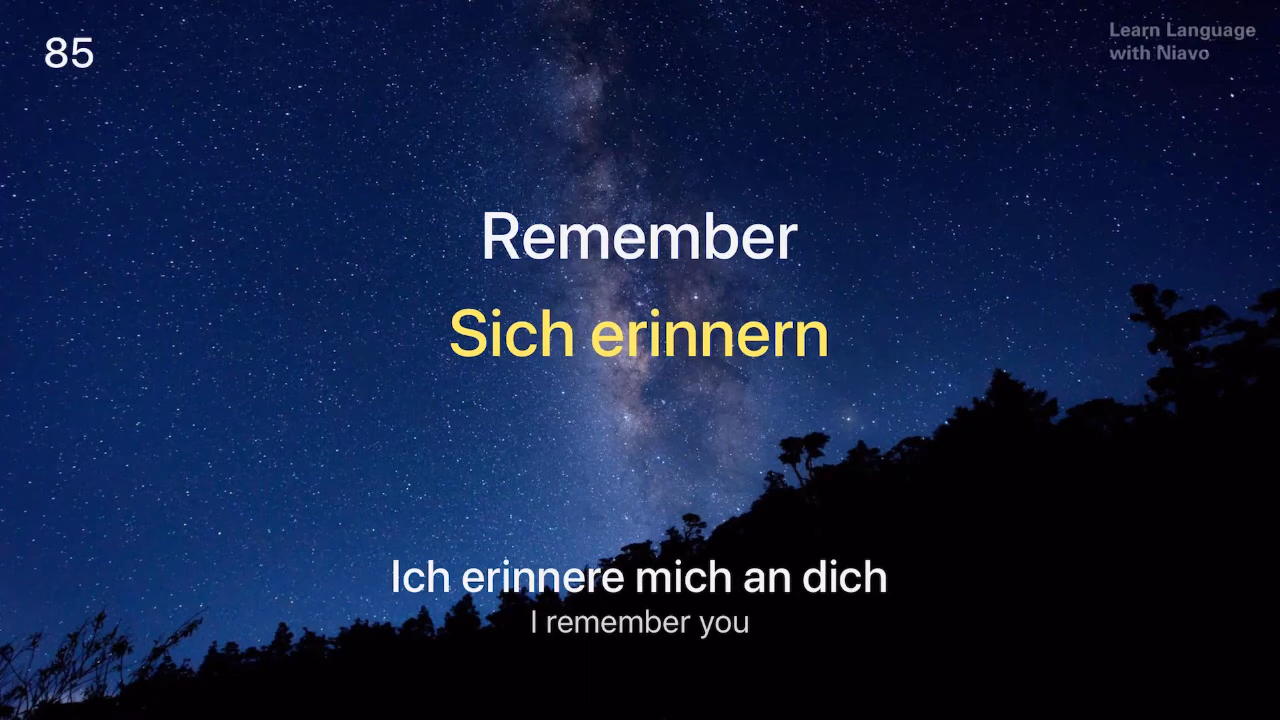 85
Learn Language
with Niavo
Remember
Sich erinnern
Ich erinnere mich an dich
I remember you